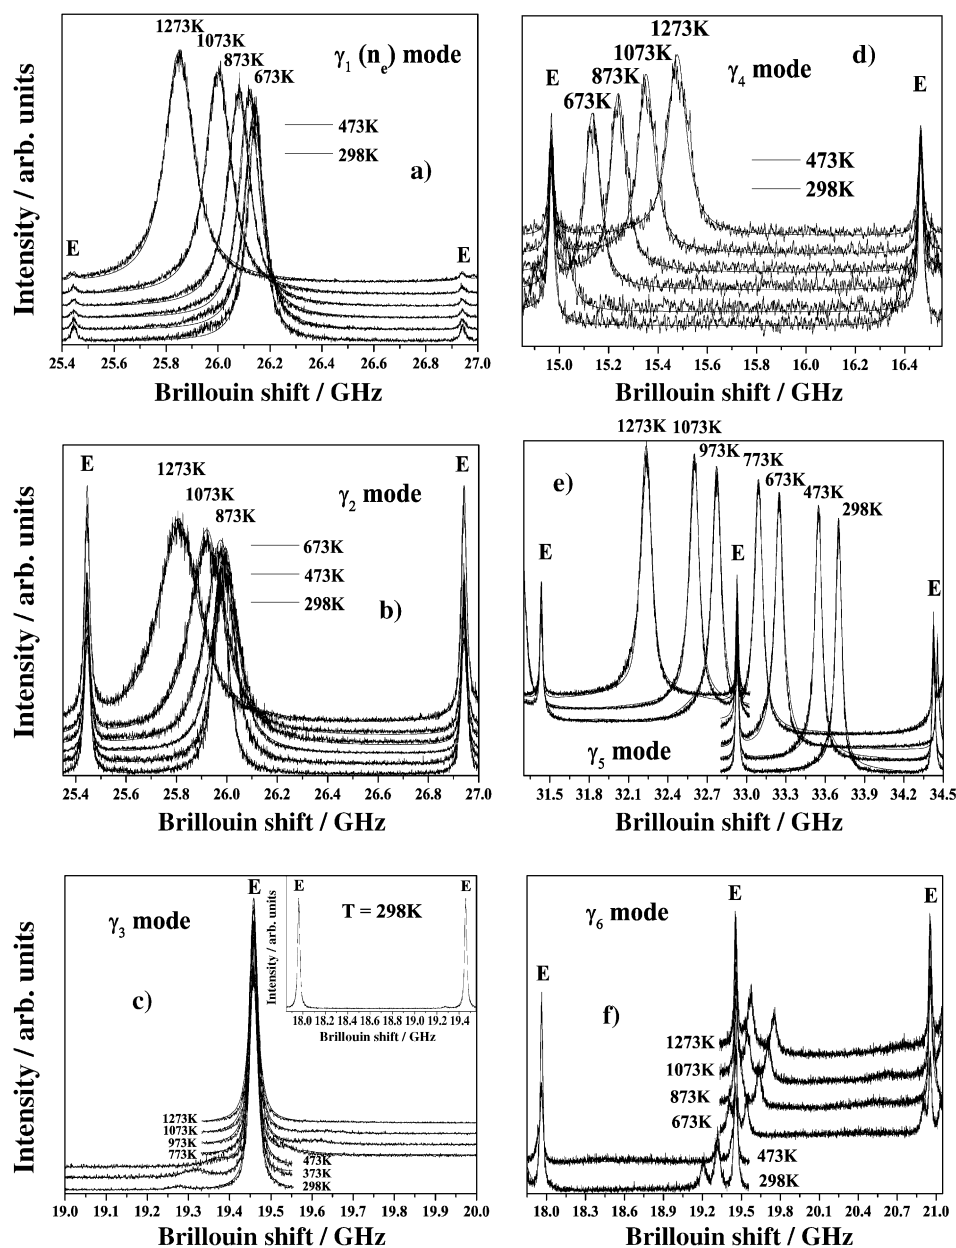 1273K
1073K
873K
673K
γ1 (ne) mode
473K
298K
a)
E
E
Intensity / arb. units
25.4 25.6 25.8 26.0 26.2 26.4 26.6 26.8 27.0
Brillouin shift / GHz
1273K
1073K
873K
673K
E
E
γ4 mode
d)
473K
298K
15.0 15.2 15.4 15.6 15.8 16.0 16.2 16.4
Brillouin shift / GHz
E
E
1273K
1073K
873K
γ2 mode
673K
473K
298K
b)
Intensity / arb. units
25.4 25.6 25.8 26.0 26.2 26.4 26.6 26.8 27.0
Brillouin shift / GHz
1273K 1073K
973K 773K
673K
473K
298K
e)
E
E
E
γ5 mode
31.5 31.8 32.1 32.4 32.7 33.0 33.3 33.6 33.9 34.2 34.5
Brillouin shift / GHz
γ3 mode
E
c)
Intensity / arb. units
E
E
T = 298K
Intensity / arb. units
18.0 18.2 18.4 18.6 18.8 19.0 19.2 19.4
Brillouin shift / GHz
1273K
1073K
973K
773K
473K
373K
298K
19.0 19.1 19.2 19.3 19.4 19.5 19.6 19.7 19.8 19.9 20.0
Brillouin shift / GHz
γ6 mode
E
E
E
f)
1273K
1073K
873K
673K
473K
298K
18.0 18.3 18.6 18.9 19.2 19.5 19.8 20.1 20.4 20.7 21.0
Brillouin shift / GHz